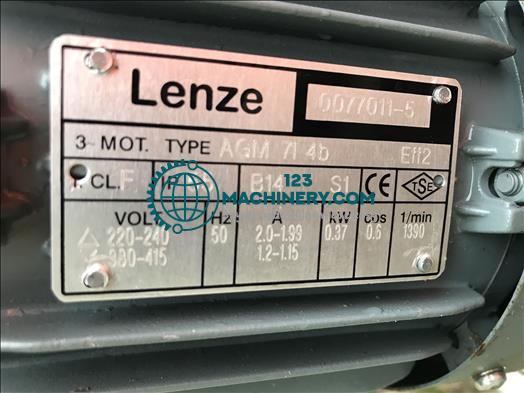 Lenze 0077011-5
3~ MOT. TYPE AGM 71 4b Eff2
I. CL. F IP B14 S1 CE TSE
123
MACHINERY.COM
VOLT Hz A kW cos 1/min
△ 220-240 50 2.0-1.99 0.37 0.6 1390
380-415 1.2-1.15